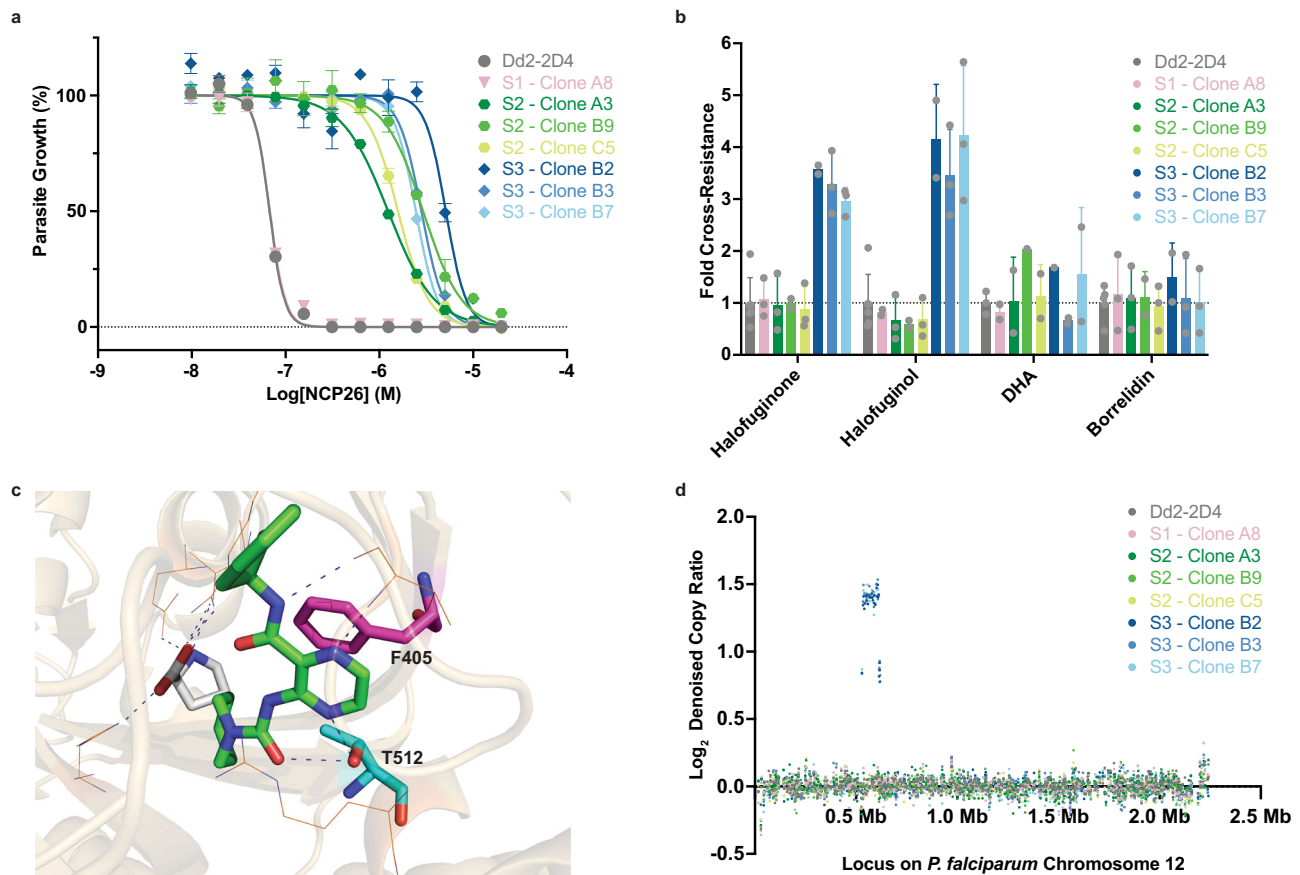 a
Parasite Growth (%)
100
50
0
-9
-8
-7
-6
-5
-4
Log[NCP26] (M)
Dd2-2D4
S1 - Clone A8
S2 - Clone A3
S2 - Clone B9
S2 - Clone C5
S3 - Clone B2
S3 - Clone B3
S3 - Clone B7
b
Fold Cross-Resistance
6
5
4
3
2
1
0
Halofuginone
Halofuginol
DHA
Borrelidin
Dd2-2D4
S1 - Clone A8
S2 - Clone A3
S2 - Clone B9
S2 - Clone C5
S3 - Clone B2
S3 - Clone B3
S3 - Clone B7
c
F405
T512
d
Log2 Denoised Copy Ratio
2.0
1.5
1.0
0.5
0.0
-0.5
0.5 Mb
1.0 Mb
1.5 Mb
2.0 Mb
2.5 Mb
Locus on P. falciparum Chromosome 12
Dd2-2D4
S1 - Clone A8
S2 - Clone A3
S2 - Clone B9
S2 - Clone C5
S3 - Clone B2
S3 - Clone B3
S3 - Clone B7